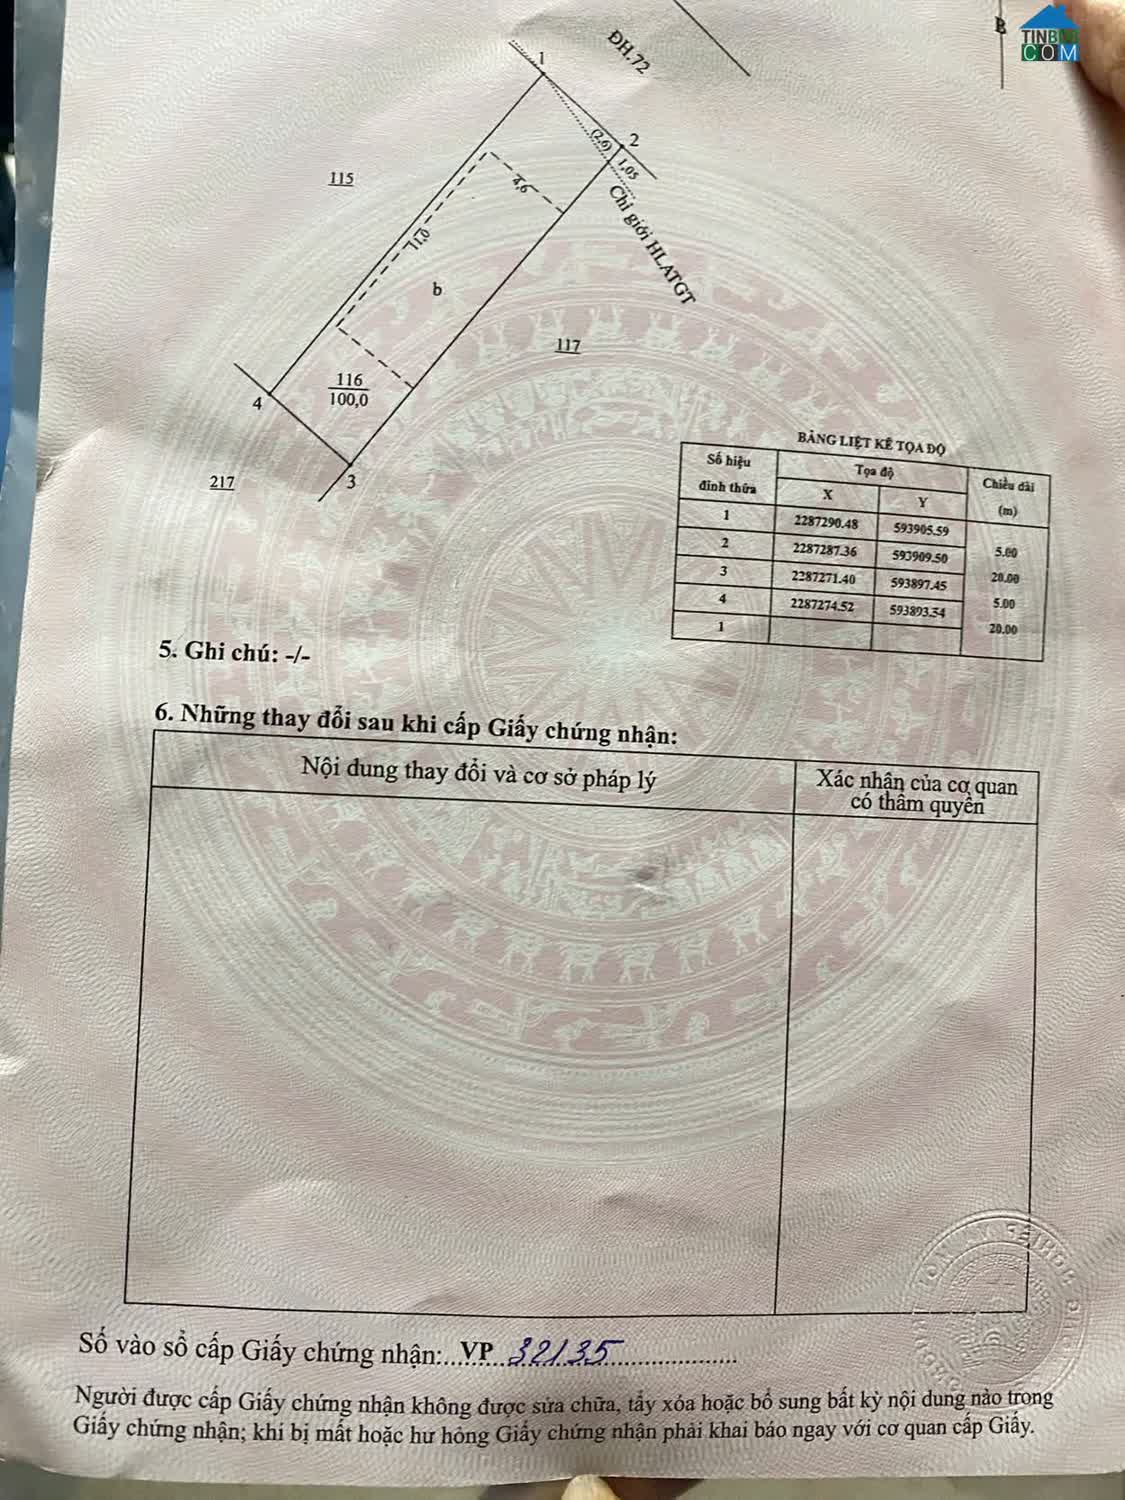 B
TINBĐS
COM
ĐH.72
1
(2,6)
2
1,05
115
4,6
Chỉ giới HLATGT
11,0
b
117
116
100,0
4
217
3
BẢNG LIỆT KÊ TỌA ĐỘ
Số hiệu đỉnh thửa Tọa độ Chiều dài (m)
X Y
1 2287290.48 593905.59
5.00
2 2287287.36 593909.50
20.00
3 2287271.40 593897.45
5.00
4 2287274.52 593893.54
20.00
1
5. Ghi chú: -/-
6. Những thay đổi sau khi cấp Giấy chứng nhận:
Nội dung thay đổi và cơ sở pháp lý
Xác nhận của cơ quan
có thẩm quyền
Số vào sổ cấp Giấy chứng nhận:....VP 32135....................
Người được cấp Giấy chứng nhận không được sửa chữa, tẩy xóa hoặc bổ sung bất kỳ nội dung nào trong
Giấy chứng nhận; khi bị mất hoặc hư hỏng Giấy chứng nhận phải khai báo ngay với cơ quan cấp Giấy.